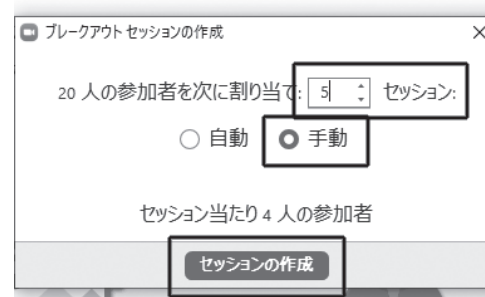 ブレークアウト セッションの作成
20 人の参加者を次に割り当て: 5 セッション:
自動 手動
セッション当たり 4 人の参加者
セッションの作成